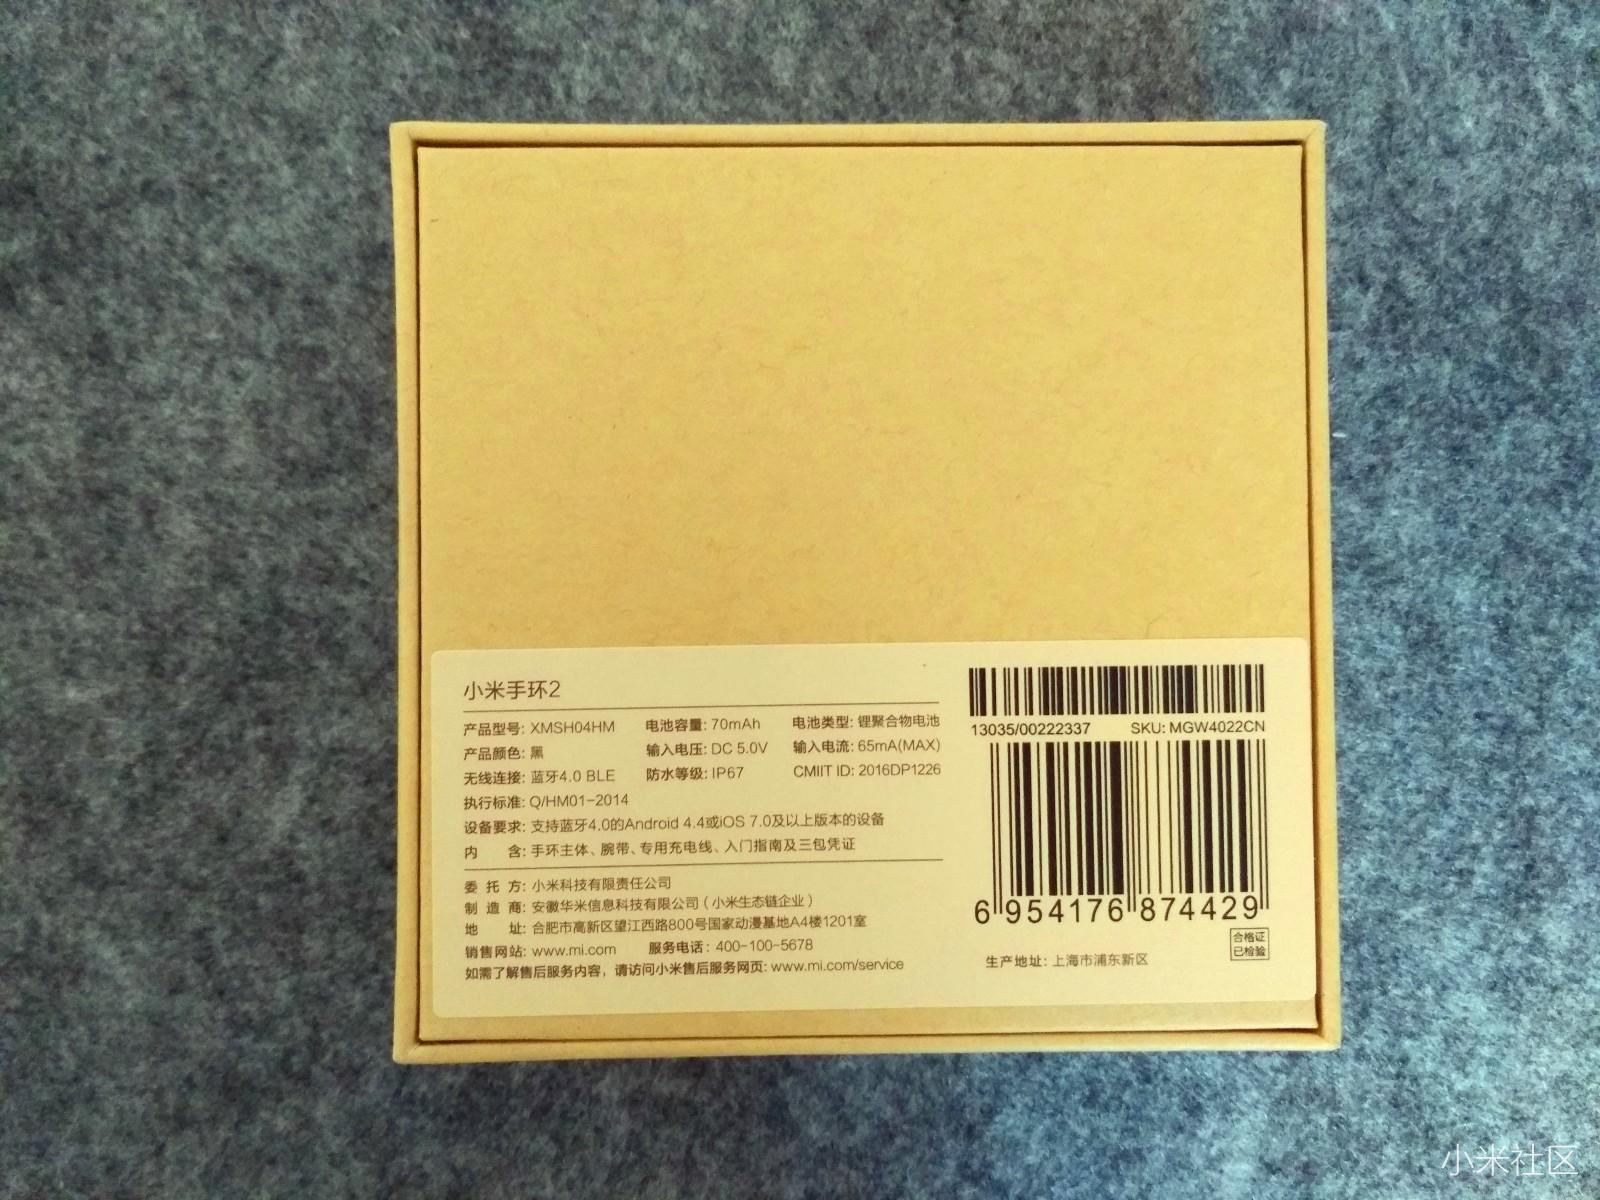 小米手环2
产品型号: XMSH04HM 电池容量: 70mAh 电池类型: 锂聚合物电池
产品颜色: 黑 输入电压: DC 5.0V 输入电流: 65mA(MAX)
无线连接: 蓝牙4.0 BLE 防水等级: IP67 CMIIT ID: 2016DP1226
执行标准: Q/HM01-2014
设备要求: 支持蓝牙4.0的Android 4.4或iOS 7.0及以上版本的设备
内 含: 手环主体、腕带、专用充电线、入门指南及三包凭证
委 托 方: 小米科技有限责任公司
制 造 商: 安徽华米信息科技有限公司（小米生态链企业）
地 址: 合肥市高新区望江西路800号国家动漫基地A4楼1201室
销售网站: www.mi.com 服务电话: 400-100-5678
如需了解售后服务内容，请访问小米售后服务网页: www.mi.com/service
13035/00222337 SKU: MGW4022CN
6 954176 874429
合格证
已检验
生产地址: 上海市浦东新区
小米社区